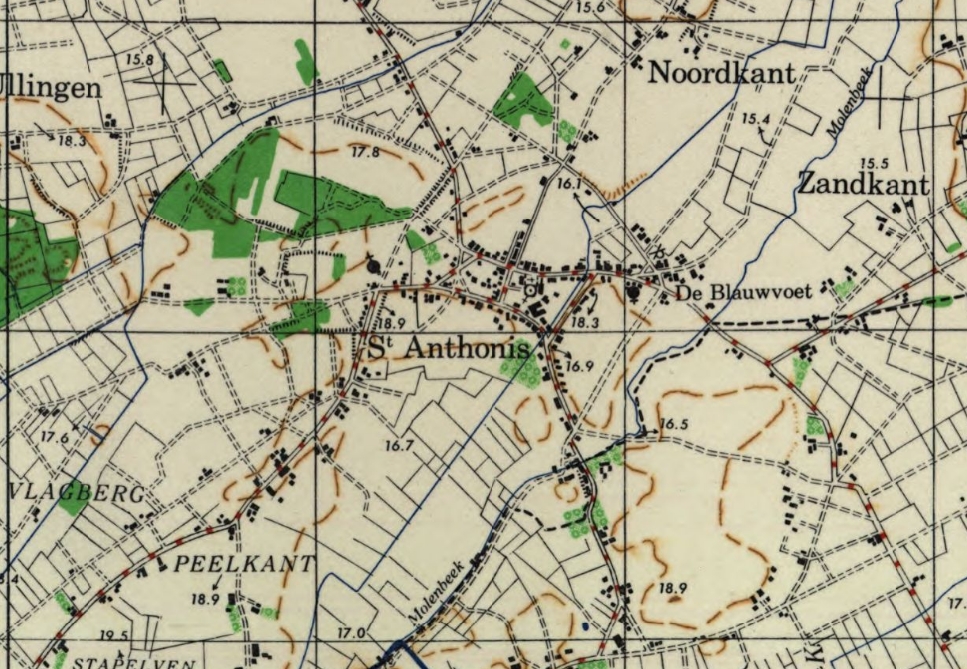 15.6
15.8
Noordkant
Ullingen
Molenbeek
15.4
18.3
17.8
15.5
16.1
Zandkant
De Blauwvoet
18.9
18.3
St Anthonis
16.9
17.6
16.7
16.5
VLAGBERG
PEELKANT
18.9
Molenbeek
18.9
19.5
17.0
17.
STAPELVEN